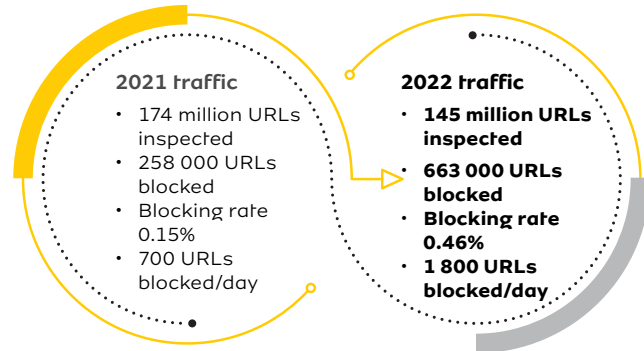 2021 traffic
• 174 million URLs
inspected
• 258 000 URLs
blocked
• Blocking rate
0.15%
• 700 URLs
blocked/day
2022 traffic
• 145 million URLs
inspected
• 663 000 URLs
blocked
• Blocking rate
0.46%
• 1 800 URLs
blocked/day